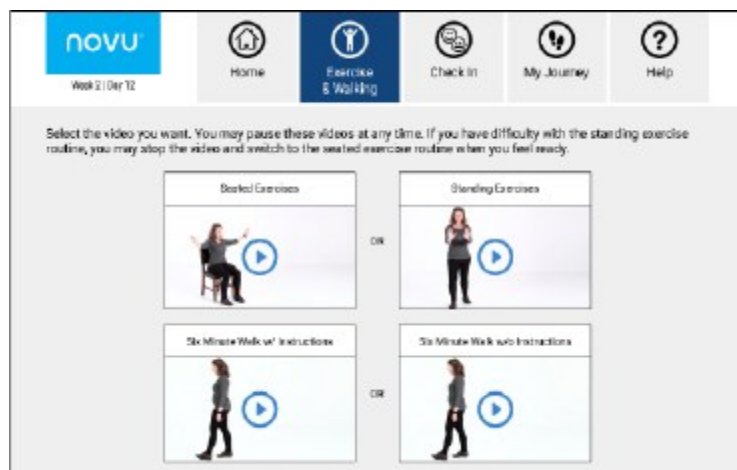 novu
Week 2 | Day 12
Home
Exercise
& Walking
Check In
My Journey
Help
Select the video you want. You may pause these videos at any time. If you have difficulty with the standing exercise
routine, you may stop the video and switch to the seated exercise routine when you feel ready.
Seated Exercises
OR
Standing Exercises
Six Minute Walk w/ Instructions
OR
Six Minute Walk w/o Instructions